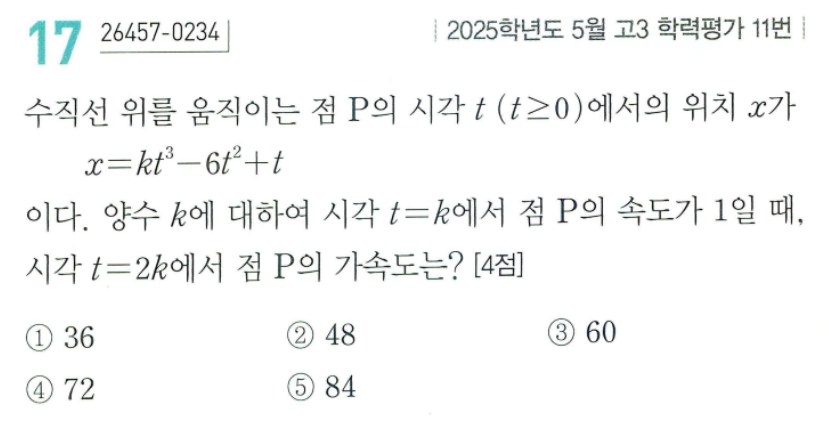 17 26457-0234 | 2025학년도 5월 고3 학력평가 11번 |
수직선 위를 움직이는 점 P의 시각 t (t≥0)에서의 위치 x가
x=kt³-6t²+t
이다. 양수 k에 대하여 시각 t=k에서 점 P의 속도가 1일 때,
시각 t=2k에서 점 P의 가속도는? [4점]
① 36 ② 48 ③ 60
④ 72 ⑤ 84